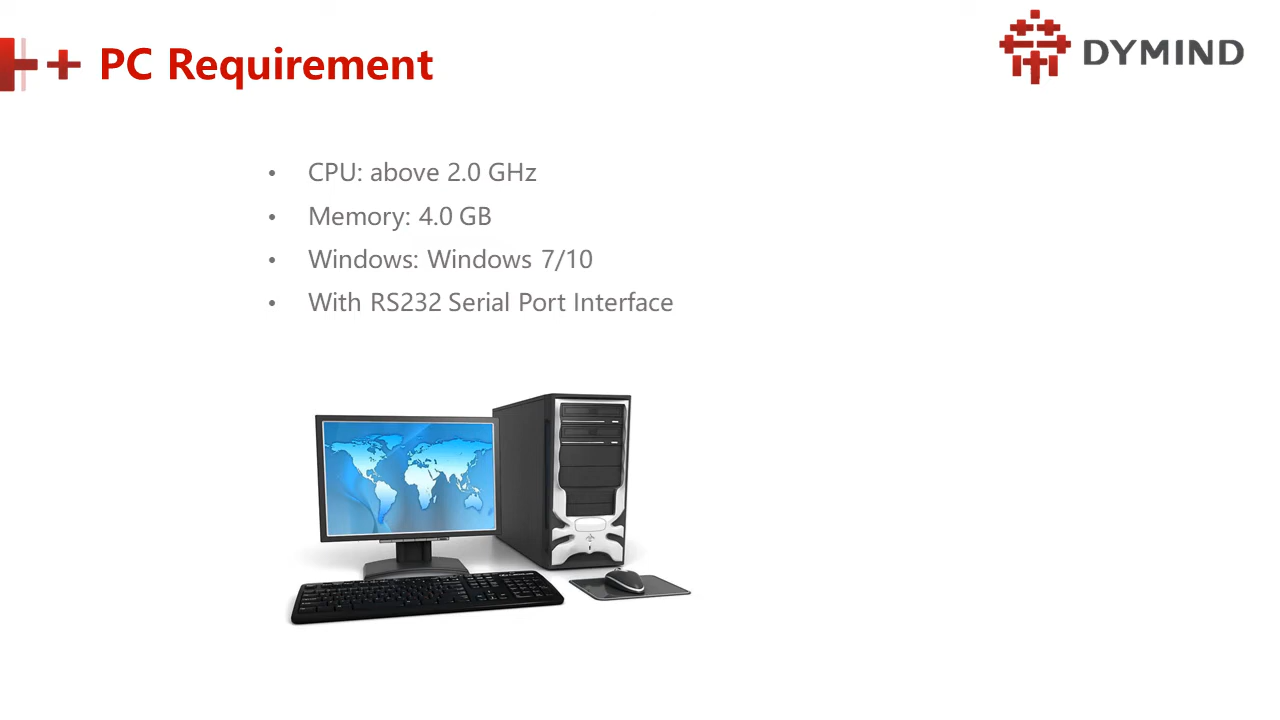 PC Requirement
DYMIND
• CPU: above 2.0 GHz
• Memory: 4.0 GB
• Windows: Windows 7/10
• With RS232 Serial Port Interface